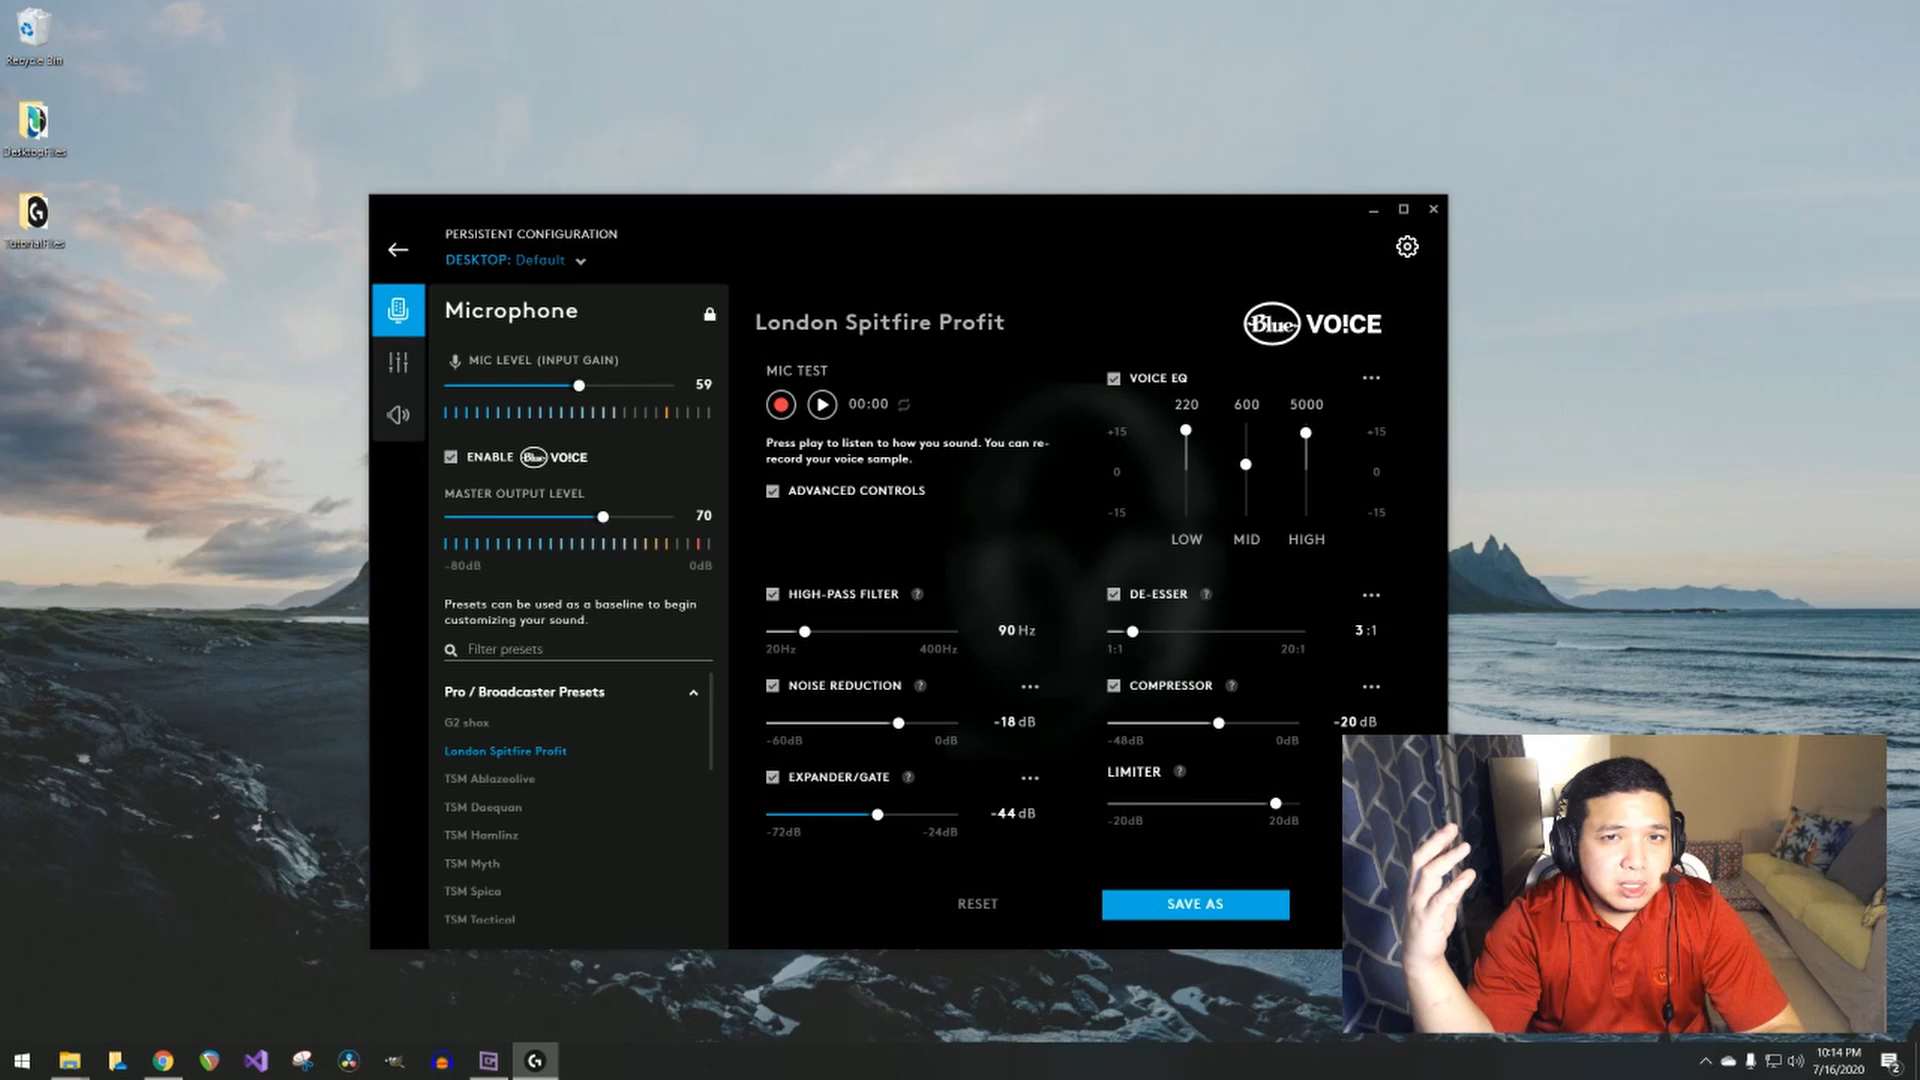 Recycle Bin
DesktopFiles
TutorialFiles
PERSISTENT CONFIGURATION
DESKTOP: Default
Microphone
MIC LEVEL (INPUT GAIN)
59
ENABLE Blue VO!CE
MASTER OUTPUT LEVEL
70
-80dB 0dB
Presets can be used as a baseline to begin
customizing your sound.
Filter presets
Pro / Broadcaster Presets
G2 shox
London Spitfire Profit
TSM Ablazeolive
TSM Daequan
TSM Hamlinz
TSM Myth
TSM Spica
TSM Tactical
London Spitfire Profit
Blue VO!CE
MIC TEST
00:00
Press play to listen to how you sound. You can re-
record your voice sample.
ADVANCED CONTROLS
VOICE EQ
220 600 5000
+15 +15
0 0
-15 -15
LOW MID HIGH
HIGH-PASS FILTER ?
90 Hz
20Hz 400Hz
DE-ESSER ?
3 :1
1:1 20:1
NOISE REDUCTION ?
-18 dB
-60dB 0dB
COMPRESSOR ?
-20 dB
-48dB 0dB
EXPANDER/GATE ?
-44 dB
-72dB -24dB
LIMITER ?
-20dB 20dB
RESET
SAVE AS
10:14 PM
7/16/2020
2